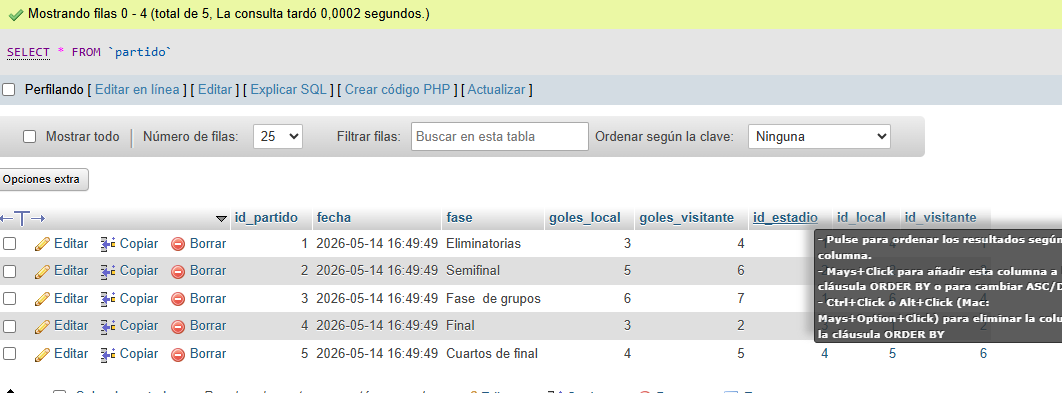 Mostrando filas 0 - 4 (total de 5, La consulta tardó 0,0002 segundos.)
SELECT * FROM `partido`
Perfilando [ Editar en línea ] [ Editar ] [ Explicar SQL ] [ Crear código PHP ] [ Actualizar ]
Mostrar todo | Número de filas: 25 Filtrar filas: Buscar en esta tabla Ordenar según la clave: Ninguna
Opciones extra
id_partido fecha fase goles_local goles_visitante id_estadio id_local id_visitante
Editar Copiar Borrar 1 2026-05-14 16:49:49 Eliminatorias 3 4
Editar Copiar Borrar 2 2026-05-14 16:49:49 Semifinal 5 6
Editar Copiar Borrar 3 2026-05-14 16:49:49 Fase de grupos 6 7
Editar Copiar Borrar 4 2026-05-14 16:49:49 Final 3 2
Editar Copiar Borrar 5 2026-05-14 16:49:49 Cuartos de final 4 5 4 5 6
- Pulse para ordenar los resultados según
columna.
- Mays+Click para añadir esta columna a
cláusula ORDER BY o para cambiar ASC/D
- Ctrl+Click o Alt+Click (Mac:
Mays+Option+Click) para eliminar la colu
la cláusula ORDER BY